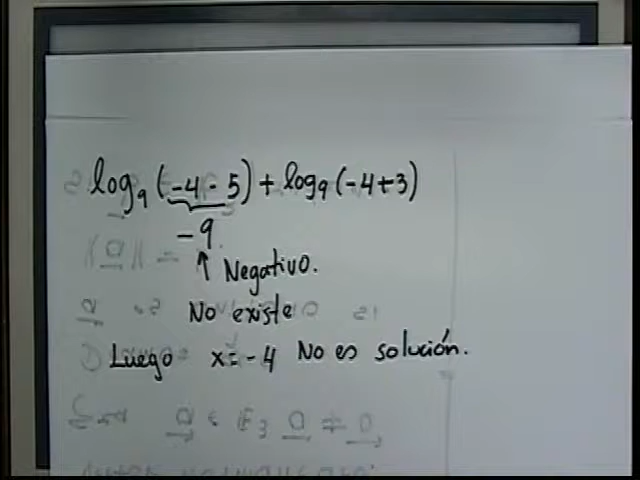 log₉(-4-5)+log₉(-4+3)
-9
↑ Negativo.
No existe
Luego x=-4 No es solución.